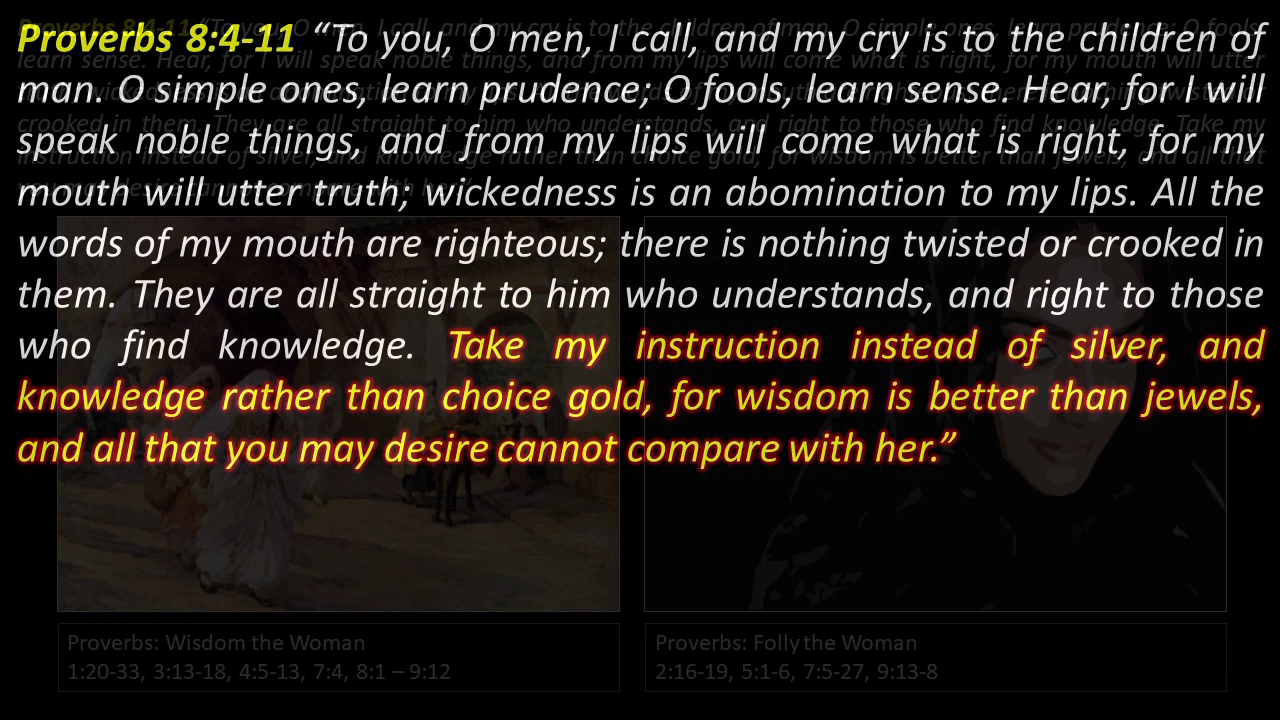 Proverbs 8:4-11 “To you, O men, I call, and my cry is to the children of
man. O simple ones, learn prudence; O fools, learn sense. Hear, for I will
speak noble things, and from my lips will come what is right, for my
mouth will utter truth; wickedness is an abomination to my lips. All the
words of my mouth are righteous; there is nothing twisted or crooked in
them. They are all straight to him who understands, and right to those
who find knowledge. Take my instruction instead of silver, and
knowledge rather than choice gold, for wisdom is better than jewels,
and all that you may desire cannot compare with her.”
Proverbs: Wisdom the Woman
1:20-33, 3:13-18, 4:5-13, 7:4, 8:1 – 9:12
Proverbs: Folly the Woman
2:16-19, 5:1-6, 7:5-27, 9:13-8